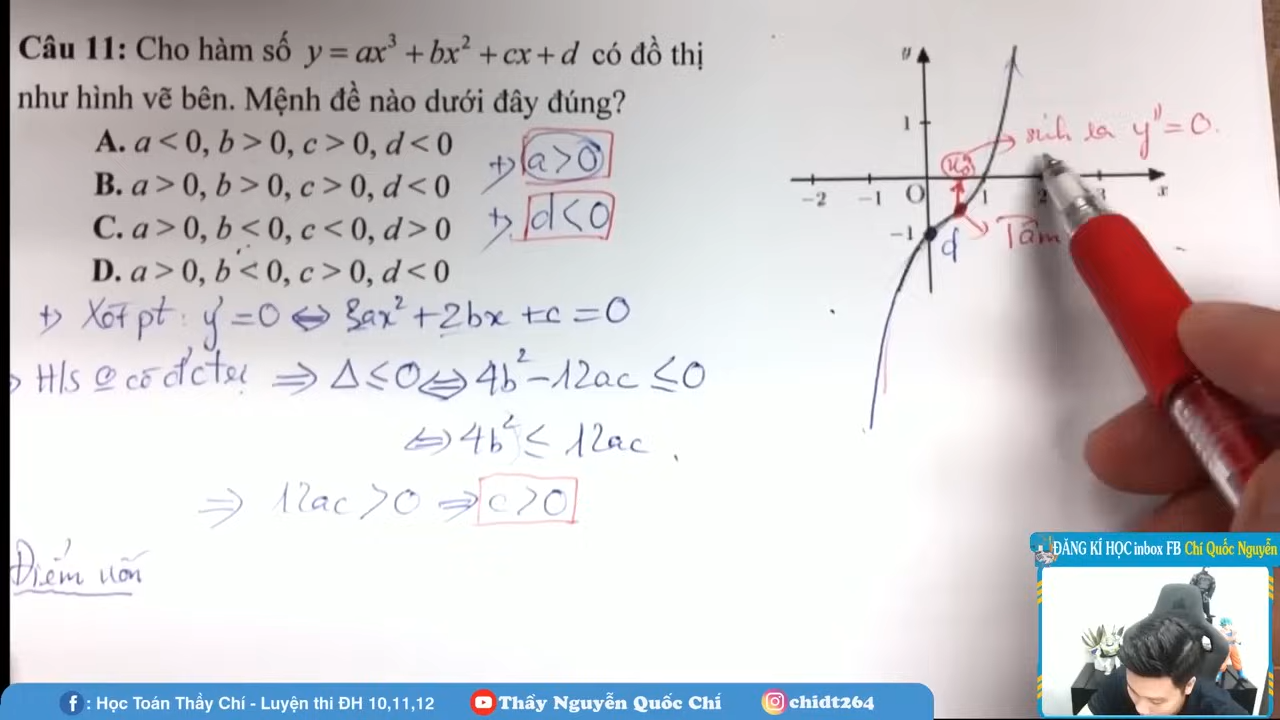 Câu 11: Cho hàm số y = ax³ + bx² + cx + d có đồ thị
như hình vẽ bên. Mệnh đề nào dưới đây đúng?
A. a < 0, b > 0, c > 0, d < 0
B. a > 0, b > 0, c > 0, d < 0
C. a > 0, b < 0, c < 0, d > 0
D. a > 0, b < 0, c > 0, d < 0
+) a > 0
+) d < 0
+) Xét pt: y' = 0 ⇔ 3ax² + 2bx + c = 0
H/s có đ' c trị ⇒ Δ ≤ 0 ⇔ 4b² - 12ac ≤ 0
⇔ 4b² ≤ 12ac.
⇒ 12ac > 0 ⇒ c > 0
Điểm uốn
y
1
sinh ra y'' = 0.
-2 -1 O 1 2 3 x
-1
d
Tâm
ĐĂNG KÍ HỌC inbox FB Chí Quốc Nguyễn
: Học Toán Thầy Chí - Luyện thi ĐH 10,11,12
Thầy Nguyễn Quốc Chí
chidt264